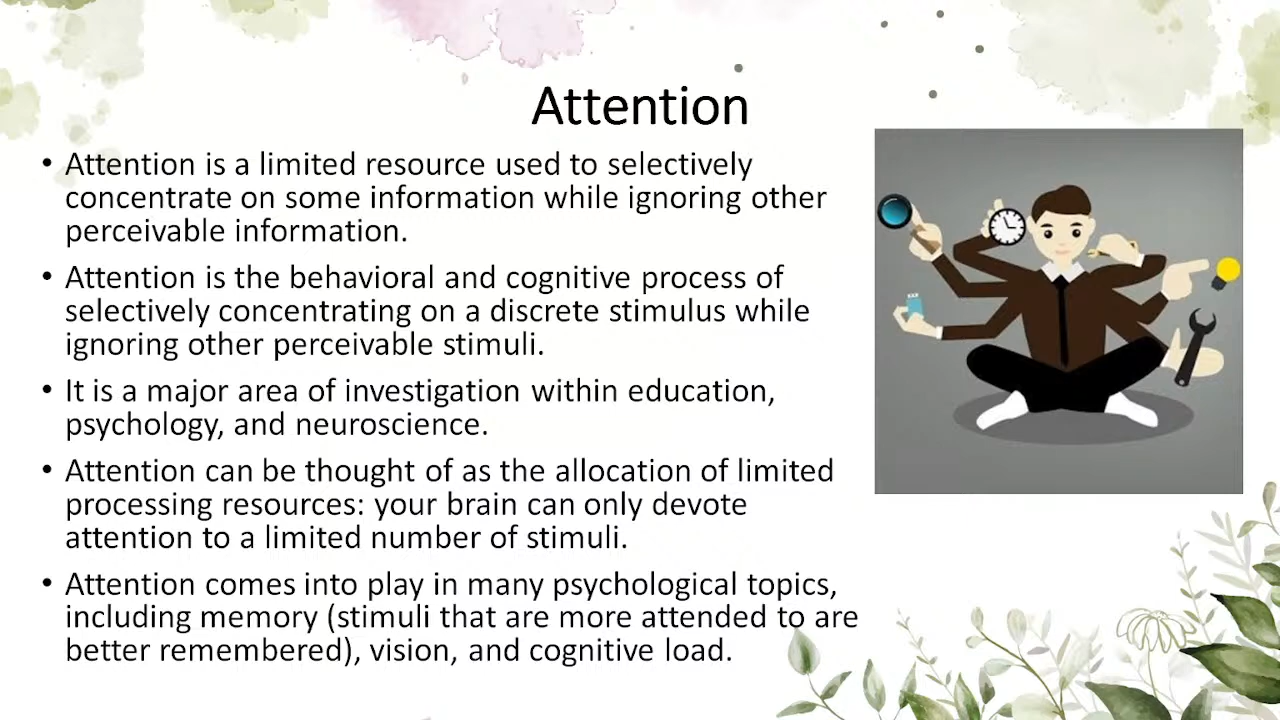 Attention
• Attention is a limited resource used to selectively
concentrate on some information while ignoring other
perceivable information.
• Attention is the behavioral and cognitive process of
selectively concentrating on a discrete stimulus while
ignoring other perceivable stimuli.
• It is a major area of investigation within education,
psychology, and neuroscience.
• Attention can be thought of as the allocation of limited
processing resources: your brain can only devote
attention to a limited number of stimuli.
• Attention comes into play in many psychological topics,
including memory (stimuli that are more attended to are
better remembered), vision, and cognitive load.